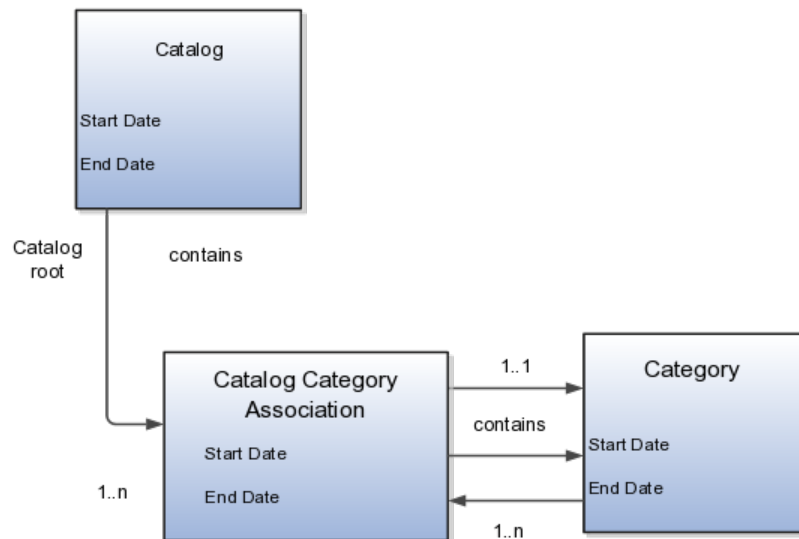 Catalog
Start Date
End Date
Catalog
root
contains
Catalog Category
Association
Start Date
End Date
1..n
1..1
contains
1..n
Category
Start Date
End Date